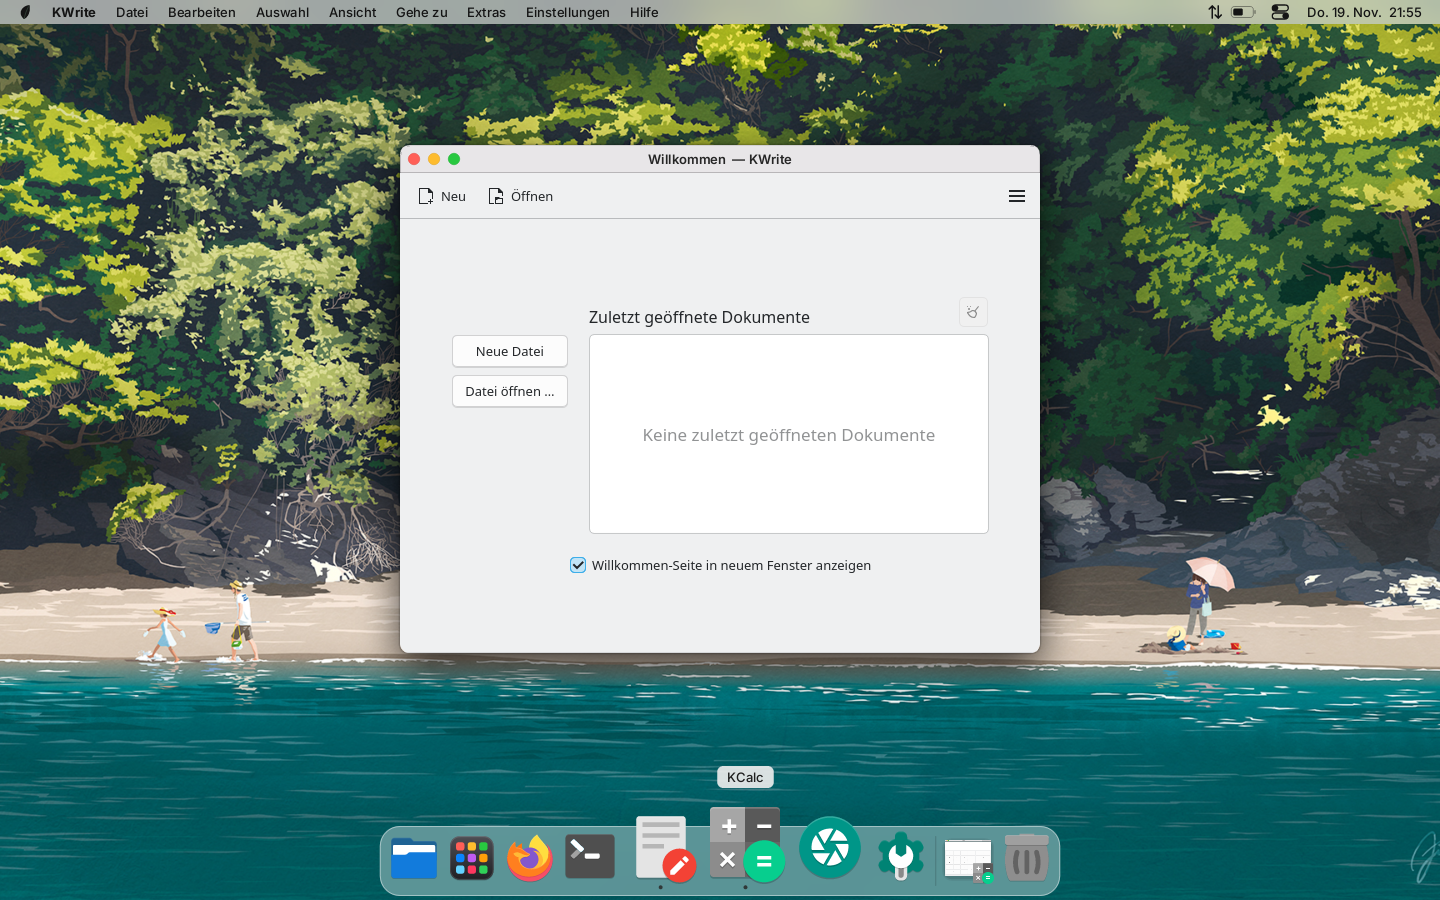 KWrite Datei Bearbeiten Auswahl Ansicht Gehe zu Extras Einstellungen Hilfe Do. 19. Nov. 21:55
Willkommen — KWrite
Neu Öffnen
Zuletzt geöffnete Dokumente
Neue Datei
Datei öffnen ...
Keine zuletzt geöffneten Dokumente
Willkommen-Seite in neuem Fenster anzeigen
KCalc